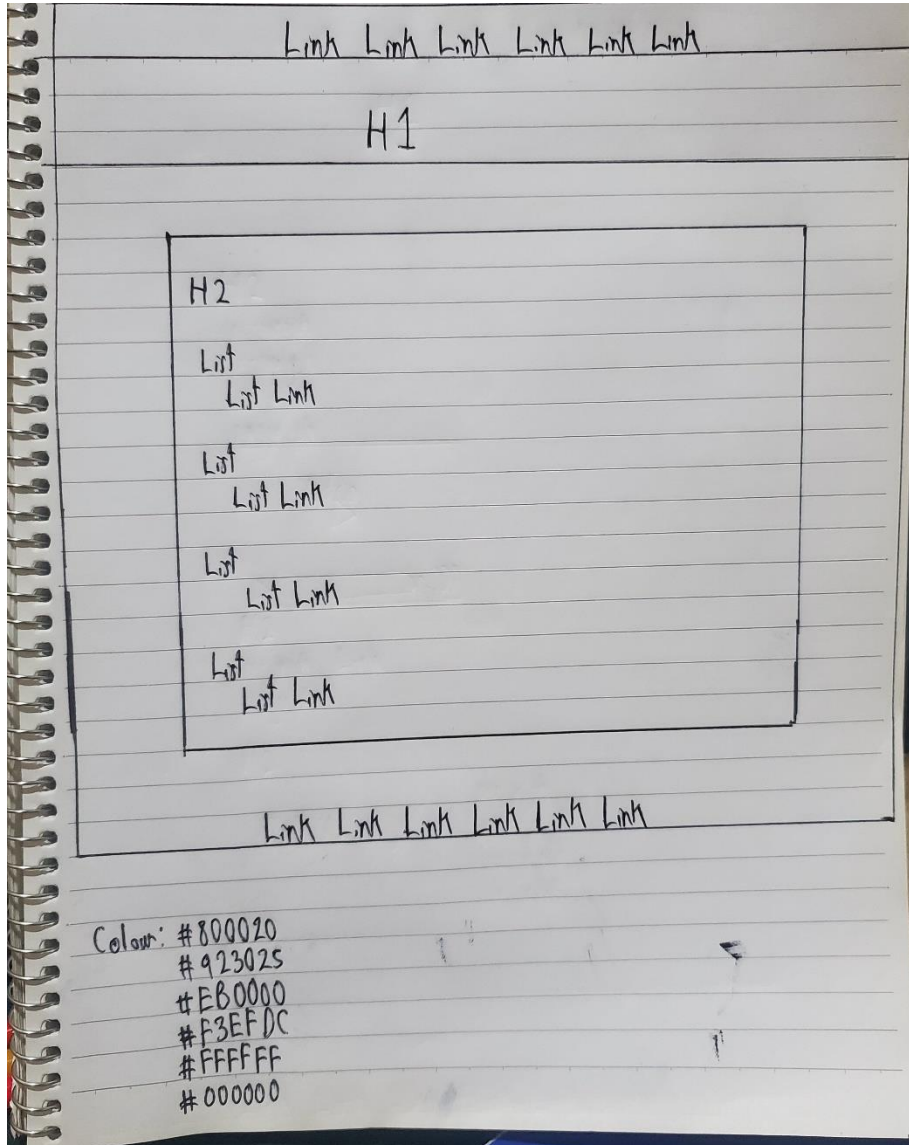 Link Link Link Link Link Link
H1
H2
List
List Link
List
List Link
List
List Link
List
List Link
Link Link Link Link Link Link
Colour: #800020
#923025
#EB0000
#F3EFDC
#FFFFFF
#000000